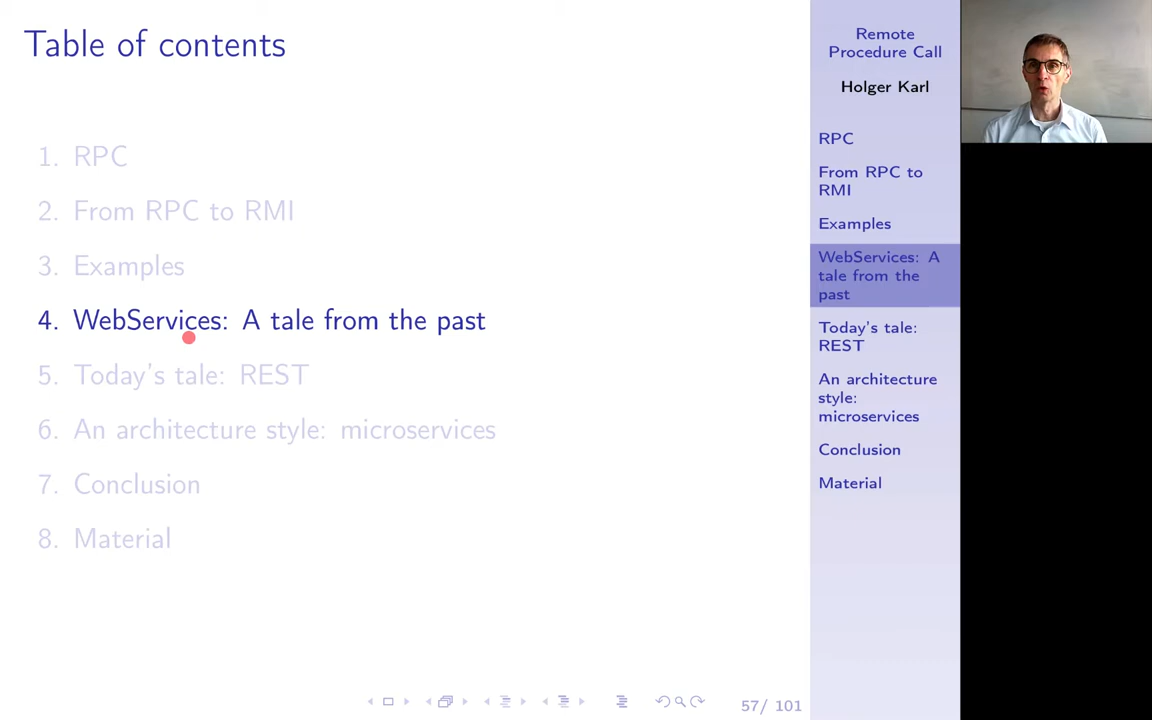 Table of contents
1. RPC
2. From RPC to RMI
3. Examples
4. WebServices: A tale from the past
5. Today's tale: REST
6. An architecture style: microservices
7. Conclusion
8. Material
57/ 101
Remote
Procedure Call
Holger Karl
RPC
From RPC to
RMI
Examples
WebServices: A
tale from the
past
Today's tale:
REST
An architecture
style:
microservices
Conclusion
Material